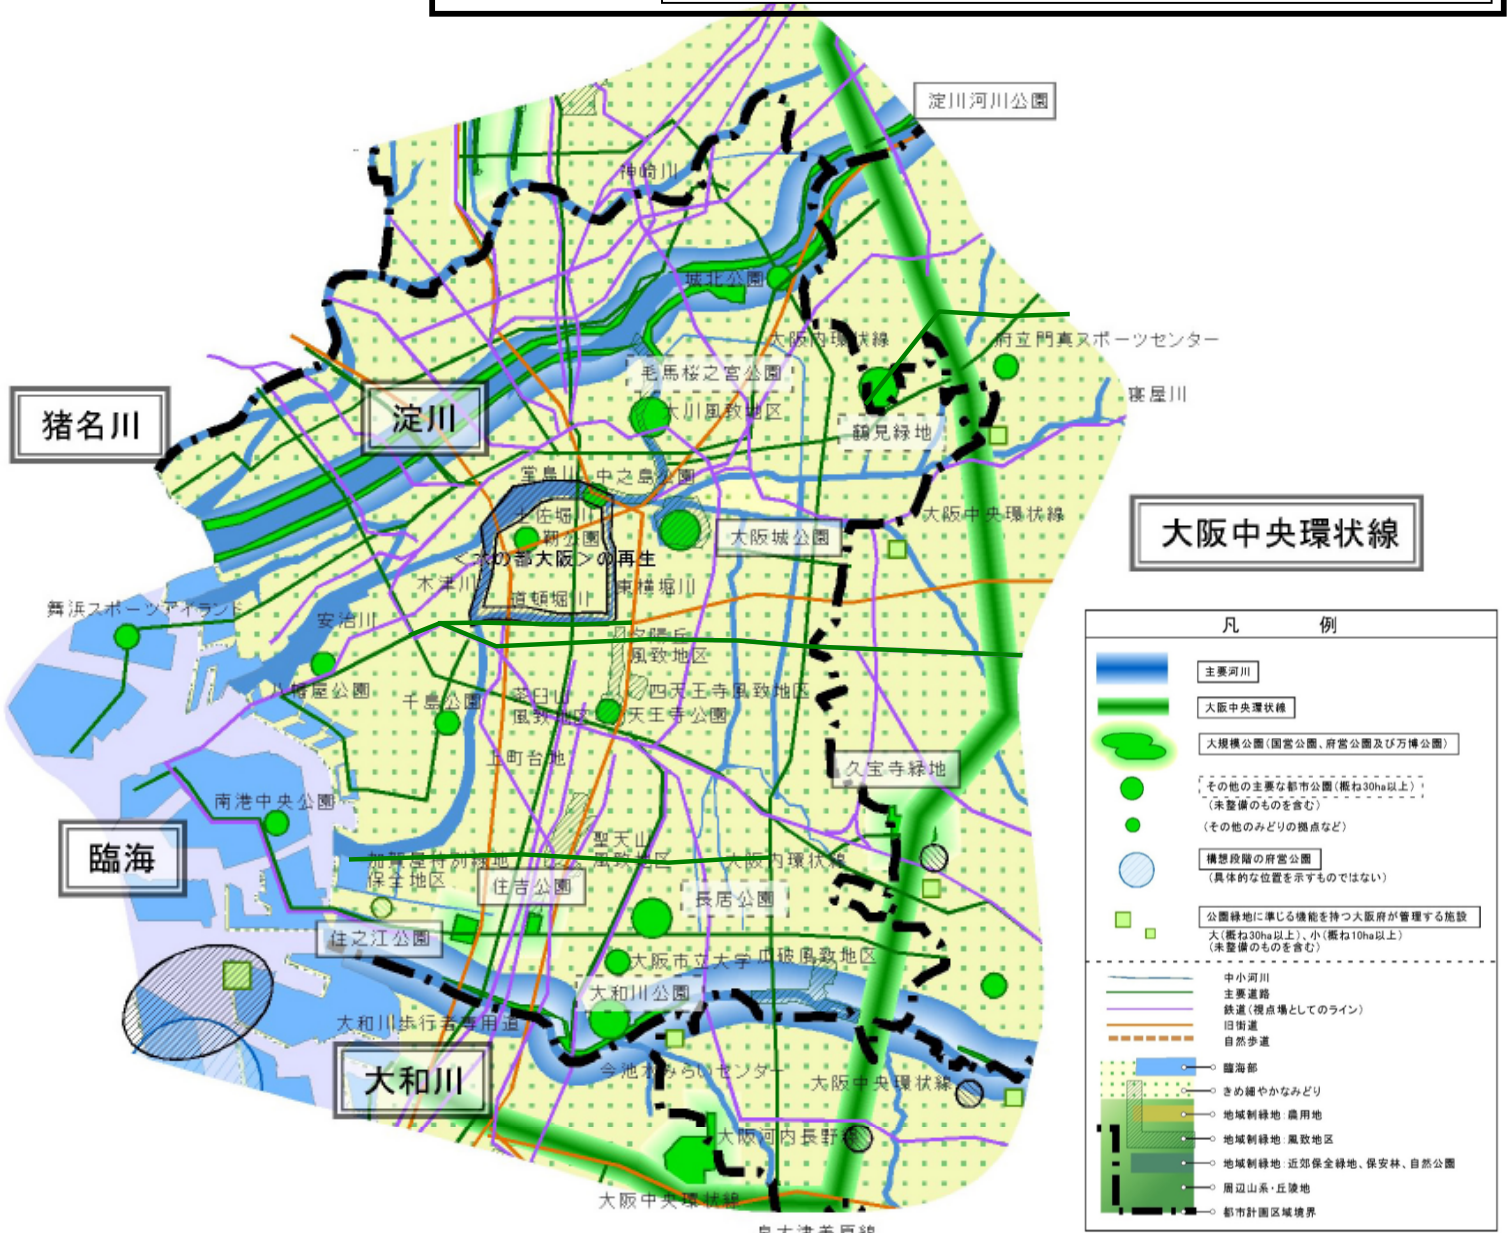 淀川河川公園
神崎川
城北公園
大阪内環状線
府立門真スポーツセンター
毛馬桜之宮公園
寝屋川
猪名川
淀川
大川風致地区
鶴見緑地
堂島川
中之島公園
土佐堀川
靭公園
大阪城公園
大阪中央環状線
大阪中央環状線
<水の都大阪>の再生
木津川
東横堀川
道頓堀川
舞浜スポーツアイランド
安治川
夕陽丘
風致地区
八幡屋公園
千島公園
茶臼山
風致地区
四天王寺風致地区
天王寺公園
上町台地
久宝寺緑地
南港中央公園
臨海
聖天山
風致地区
加賀屋特別緑地
保全地区
大阪内環状線
住吉公園
長居公園
住之江公園
大阪市立大学
瓜破風致地区
大和川公園
大和川歩行者専用道
大和川
今池水みらいセンター
大阪中央環状線
大阪河内長野線
大阪中央環状線
泉大津美原線
凡 例
主要河川
大阪中央環状線
大規模公園(国営公園、府営公園及び万博公園)
その他の主要な都市公園(概ね30ha以上)
(未整備のものを含む)
(その他のみどりの拠点など)
構想段階の府営公園
(具体的な位置を示すものではない)
公園緑地に準じる機能を持つ大阪府が管理する施設
大(概ね30ha以上)、小(概ね10ha以上)
(未整備のものを含む)
中小河川
主要道路
鉄道(視点場としてのライン)
旧街道
自然歩道
臨海部
きめ細やかなみどり
地域制緑地:農用地
地域制緑地:風致地区
地域制緑地:近郊保全緑地、保安林、自然公園
周辺山系・丘陵地
都市計画区域境界